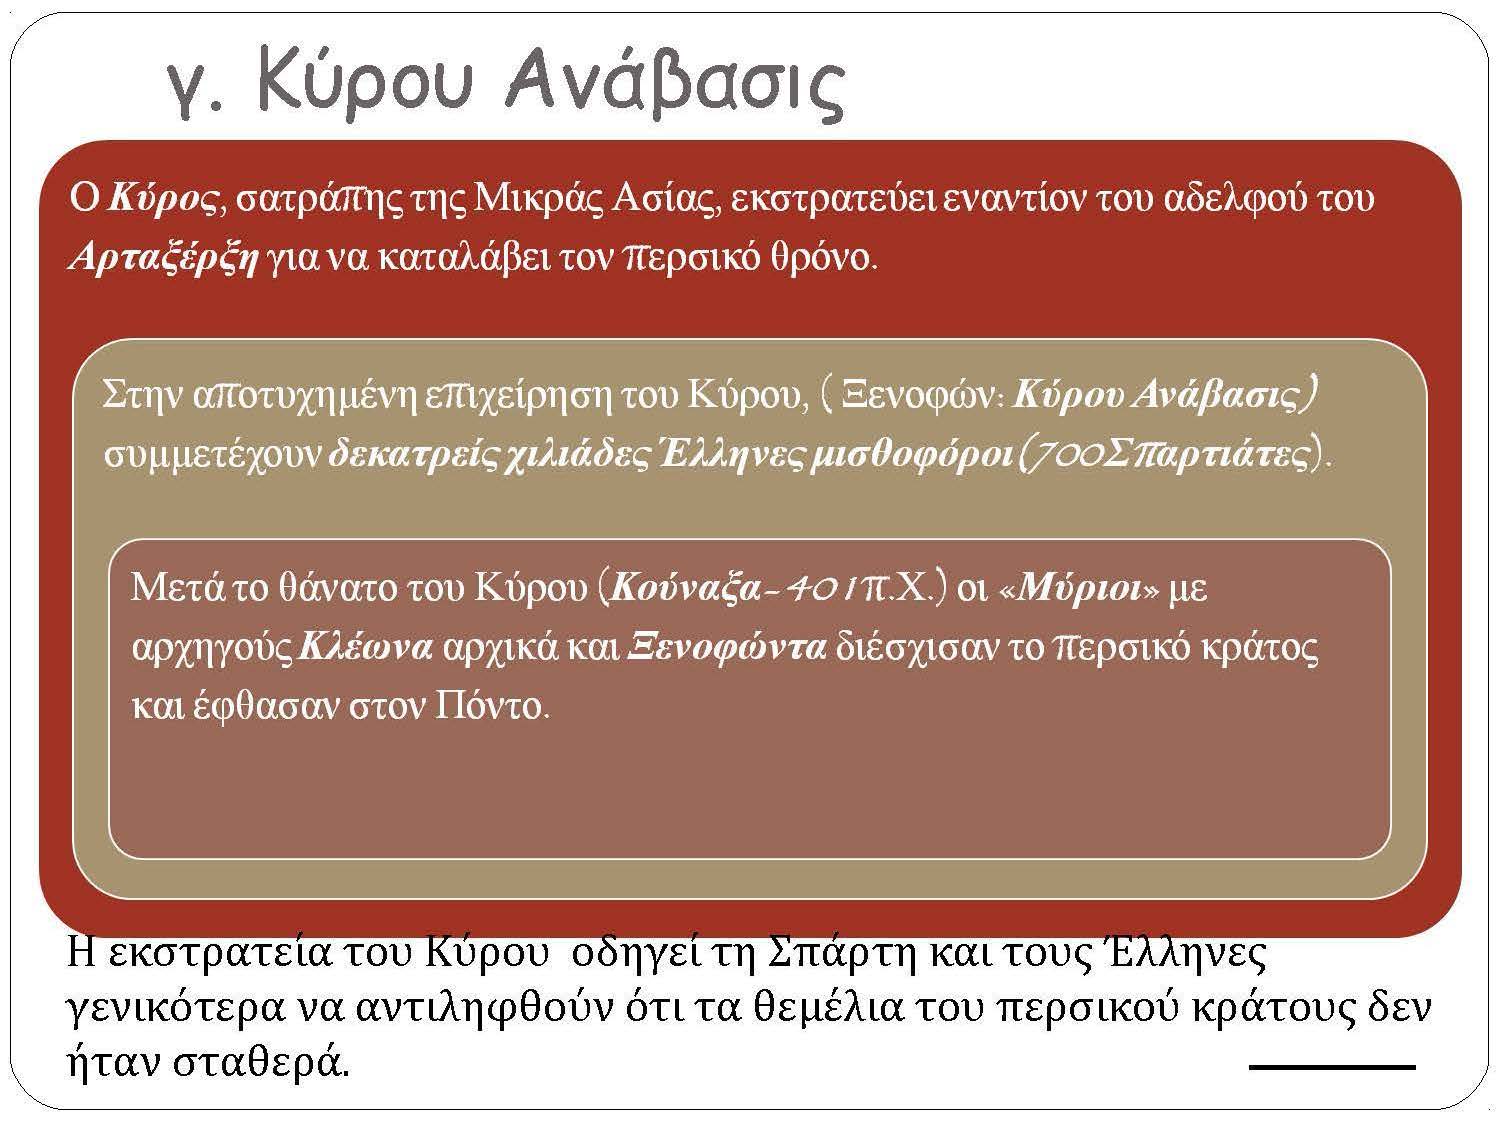 γ. Κύρου Ανάβασις
Ο Κύρος, σατράπης της Μικράς Ασίας, εκστρατεύει εναντίον του αδελφού του
Αρταξέρξη για να καταλάβει τον περσικό θρόνο.
Στην αποτυχημένη επιχείρηση του Κύρου, ( Ξενοφών: Κύρου Ανάβασις)
συμμετέχουν δεκατρείς χιλιάδες Έλληνες μισθοφόροι(700Σπαρτιάτες).
Μετά το θάνατο του Κύρου (Κούναξα-401π.Χ.) οι «Μύριοι» με
αρχηγούς Κλέωνα αρχικά και Ξενοφώντα διέσχισαν το περσικό κράτος
και έφθασαν στον Πόντο.
Η εκστρατεία του Κύρου  οδηγεί τη Σπάρτη και τους Έλληνες
γενικότερα να αντιληφθούν ότι τα θεμέλια του περσικού κράτους δεν
ήταν σταθερά.